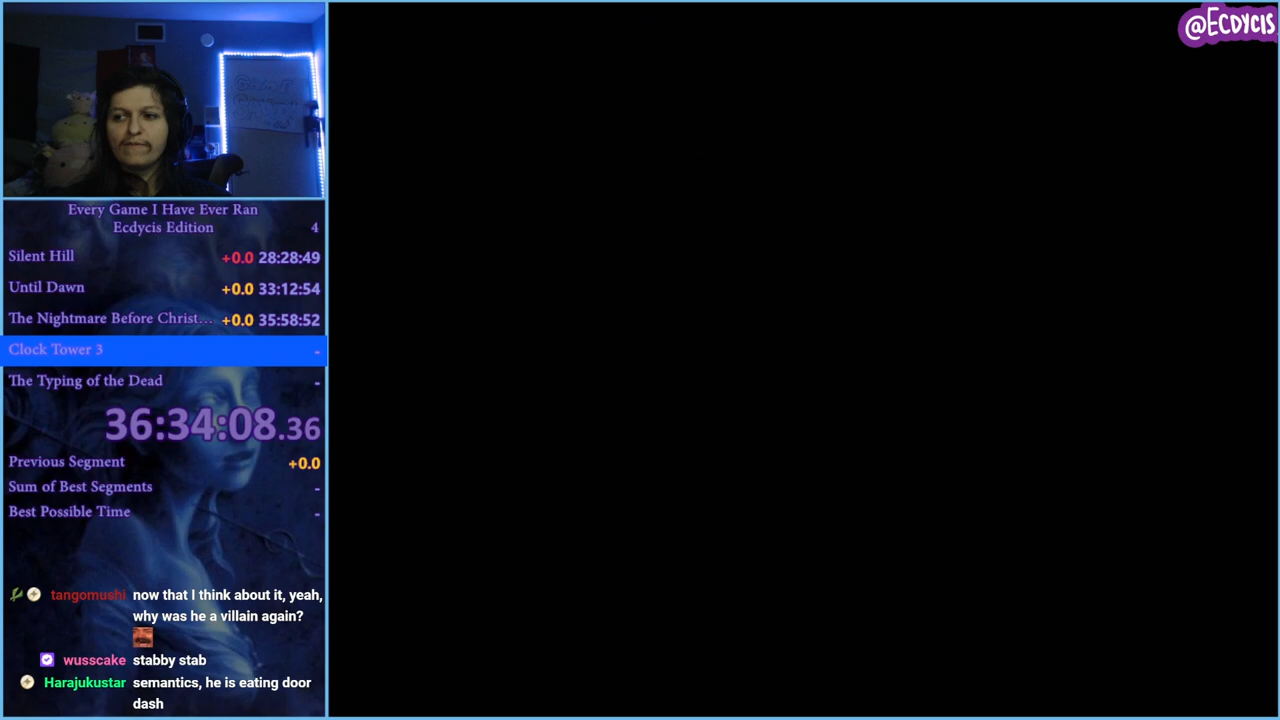 @ECDYCIS
GAME
Every Game I Have Ever Ran
Ecdycis Edition 4
Silent Hill +0.0 28:28:49
Until Dawn +0.0 33:12:54
The Nightmare Before Christ... +0.0 35:58:52
Clock Tower 3 -
The Typing of the Dead -
36:34:08.36
Previous Segment +0.0
Sum of Best Segments -
Best Possible Time -
tangomushi now that I think about it, yeah,
why was he a villain again?
wusscake stabby stab
Harajukustar semantics, he is eating door
dash